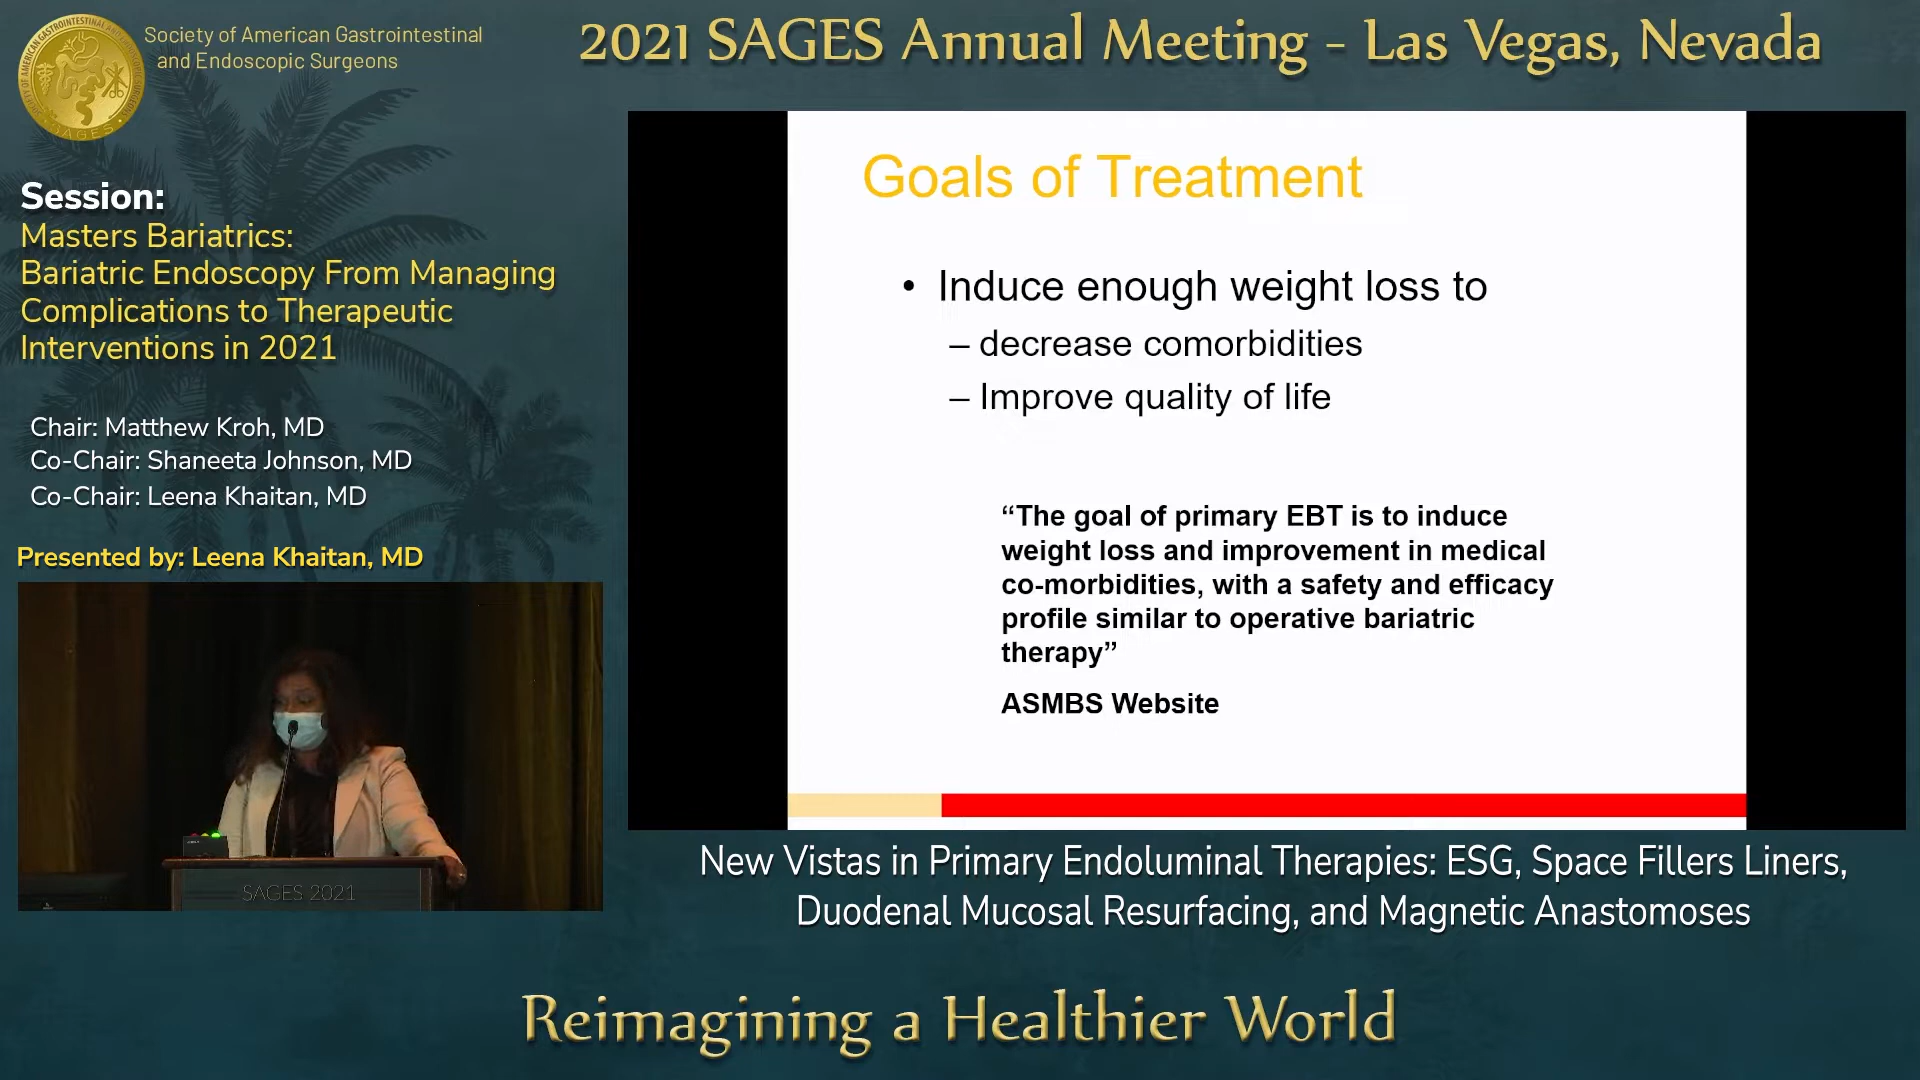 Society of American Gastrointestinal
and Endoscopic Surgeons
2021 SAGES Annual Meeting - Las Vegas, Nevada
Session:
Masters Bariatrics:
Bariatric Endoscopy From Managing
Complications to Therapeutic
Interventions in 2021
Chair: Matthew Kroh, MD
Co-Chair: Shaneeta Johnson, MD
Co-Chair: Leena Khaitan, MD
Presented by: Leena Khaitan, MD
SAGES 2021
Goals of Treatment
• Induce enough weight loss to
– decrease comorbidities
– Improve quality of life
“The goal of primary EBT is to induce
weight loss and improvement in medical
co-morbidities, with a safety and efficacy
profile similar to operative bariatric
therapy”
ASMBS Website
New Vistas in Primary Endoluminal Therapies: ESG, Space Fillers Liners,
Duodenal Mucosal Resurfacing, and Magnetic Anastomoses
Reimagining a Healthier World